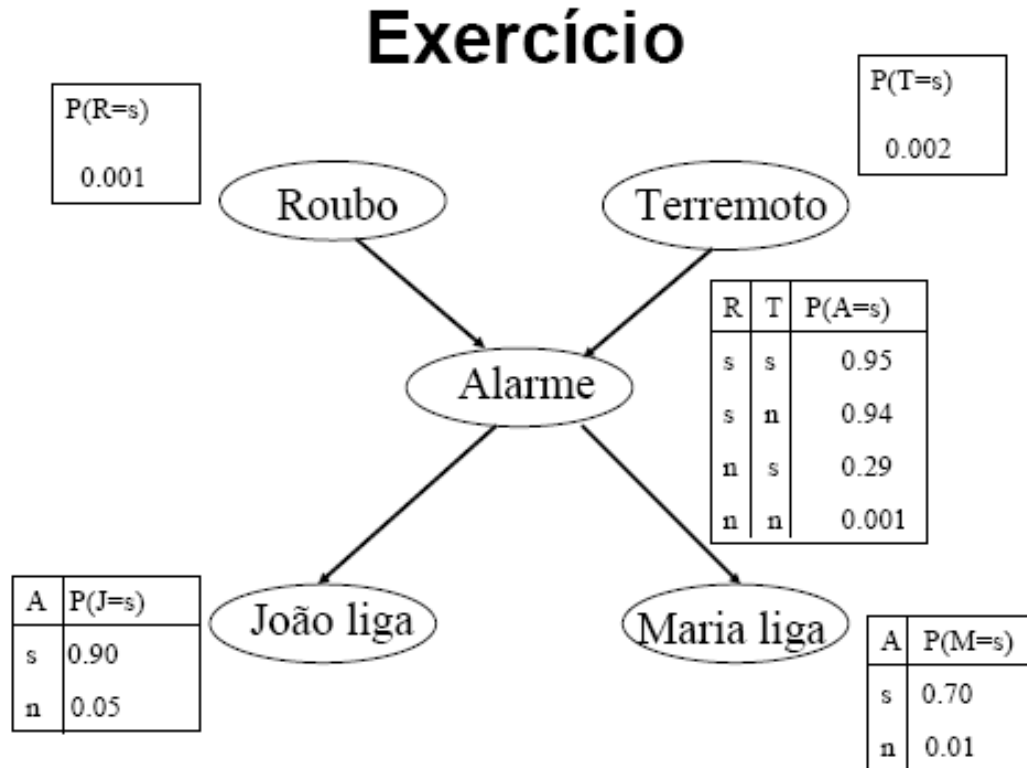 Exercício
P(R=s)
0.001
P(T=s)
0.002
Roubo
Terremoto
R T P(A=s)
s s 0.95
s n 0.94
n s 0.29
n n 0.001
Alarme
João liga
Maria liga
A P(J=s)
s 0.90
n 0.05
A P(M=s)
s 0.70
n 0.01